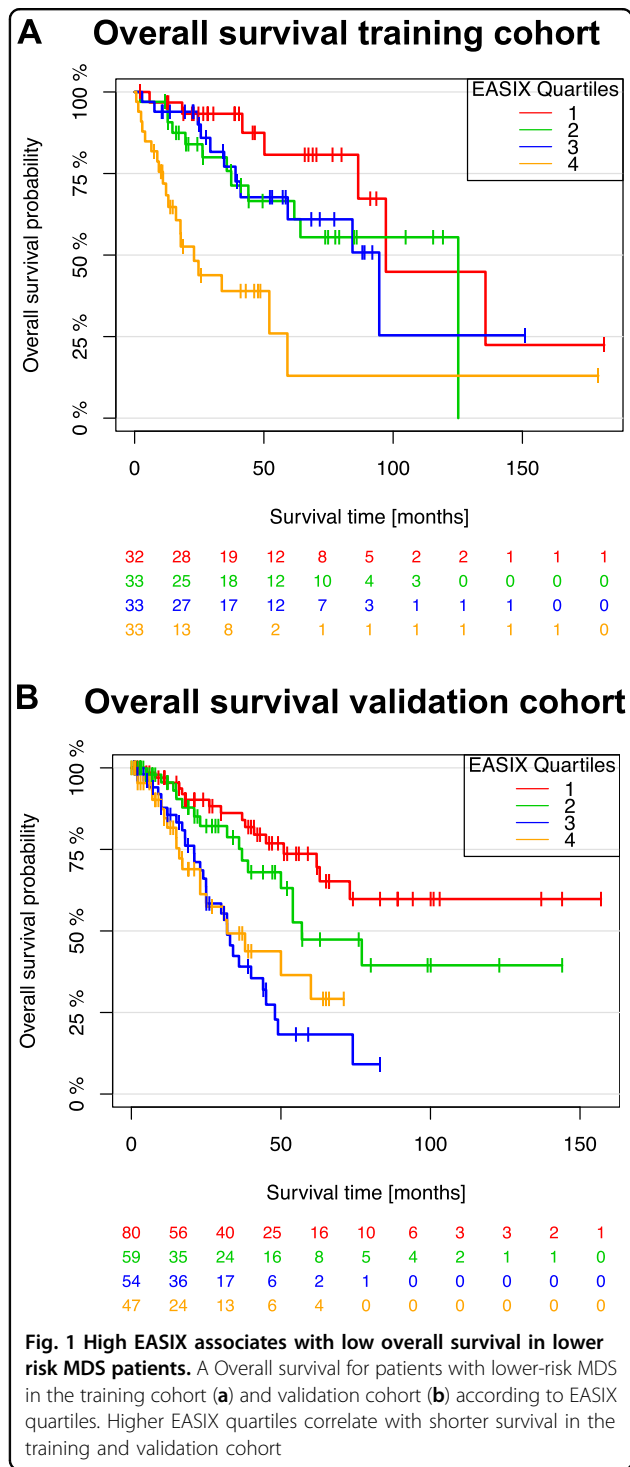 A Overall survival training cohort
EASIX Quartiles
1
2
3
4
Overall survival probability
100 %
75 %
50 %
25 %
0 %
0 50 100 150
Survival time [months]
32 28 19 12 8 5 2 2 1 1 1
33 25 18 12 10 4 3 0 0 0 0
33 27 17 12 7 3 1 1 1 0 0
33 13 8 2 1 1 1 1 1 1 0
B Overall survival validation cohort
EASIX Quartiles
1
2
3
4
Overall survival probability
100 %
75 %
50 %
25 %
0 %
0 50 100 150
Survival time [months]
80 56 40 25 16 10 6 3 3 2 1
59 35 24 16 8 5 4 2 1 1 0
54 36 17 6 2 1 0 0 0 0 0
47 24 13 6 4 0 0 0 0 0 0
Fig. 1 High EASIX associates with low overall survival in lower
risk MDS patients. A Overall survival for patients with lower-risk MDS
in the training cohort (a) and validation cohort (b) according to EASIX
quartiles. Higher EASIX quartiles correlate with shorter survival in the
training and validation cohort